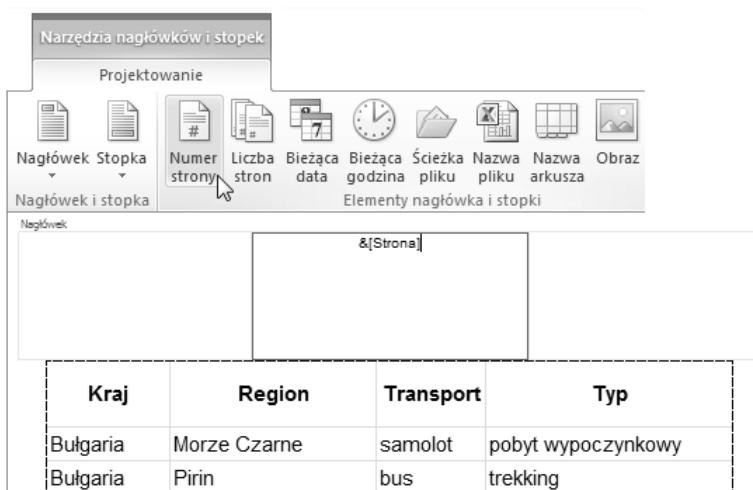 Narzędzia nagłówków i stopek
Projektowanie
Nagłówek Stopka Numer strony Liczba stron Bieżąca data Bieżąca godzina Ścieżka pliku Nazwa pliku Nazwa arkusza Obraz
Nagłówek i stopka Elementy nagłówka i stopki
Nagłówek
&[Strona]
Kraj Region Transport Typ
Bułgaria Morze Czarne samolot pobyt wypoczynkowy
Bułgaria Pirin bus trekking